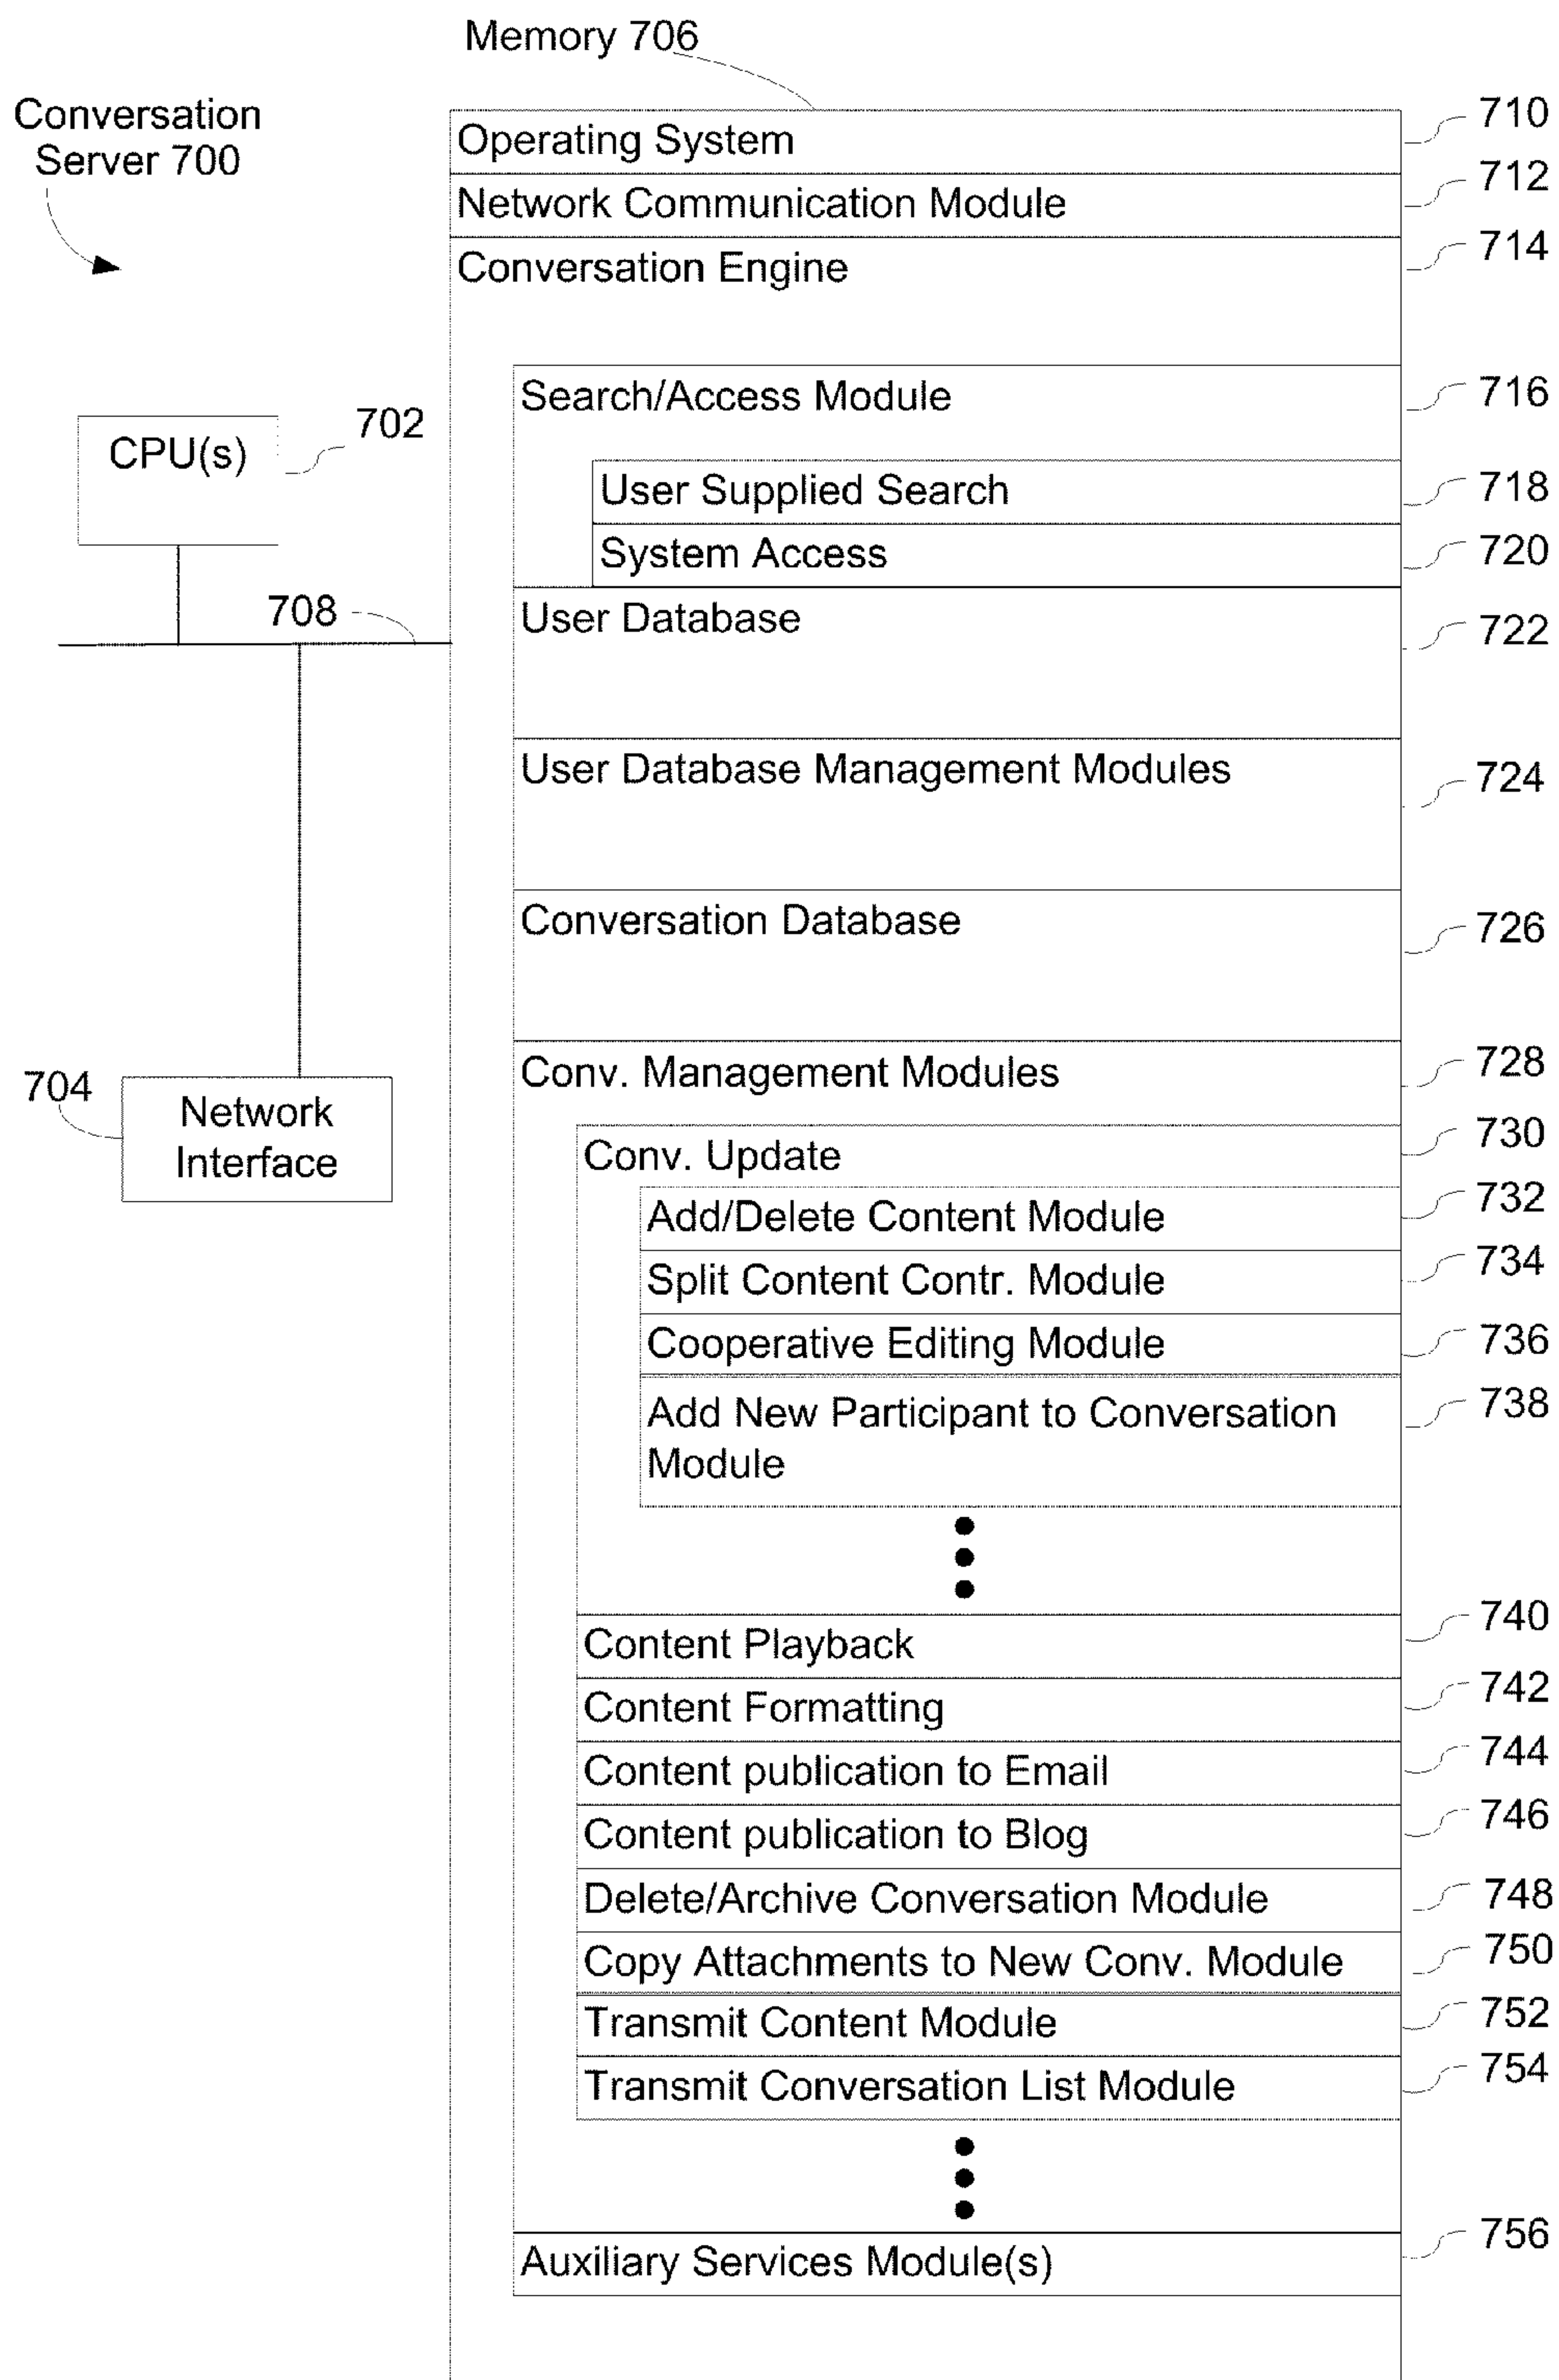 Memory 706
Conversation
Server 700
Operating System
710
Network Communication Module
712
Conversation Engine
714
Search/Access Module
716
CPU(s)
702
User Supplied Search
718
System Access
720
708
User Database
722
User Database Management Modules
724
Conversation Database
726
Conv. Management Modules
728
704
Network
Interface
Conv. Update
730
Add/Delete Content Module
732
Split Content Contr. Module
734
Cooperative Editing Module
736
Add New Participant to Conversation
Module
738
Content Playback
740
Content Formatting
742
Content publication to Email
744
Content publication to Blog
746
Delete/Archive Conversation Module
748
Copy Attachments to New Conv. Module
750
Transmit Content Module
752
Transmit Conversation List Module
754
Auxiliary Services Module(s)
756